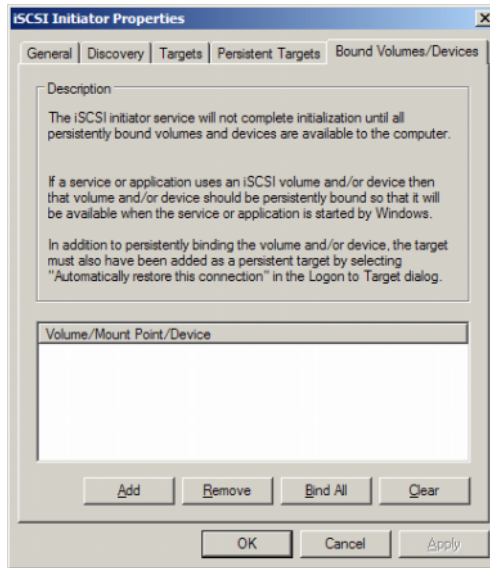 iSCSI Initiator Properties
General Discovery Targets Persistent Targets Bound Volumes/Devices
Description
The iSCSI initiator service will not complete initialization until all
persistently bound volumes and devices are available to the computer.
If a service or application uses an iSCSI volume and/or device then
that volume and/or device should be persistently bound so that it will
be available when the service or application is started by Windows.
In addition to persistently binding the volume and/or device, the target
must also have been added as a persistent target by selecting
"Automatically restore this connection" in the Logon to Target dialog.
Volume/Mount Point/Device
Add Remove Bind All Clear
OK Cancel Apply